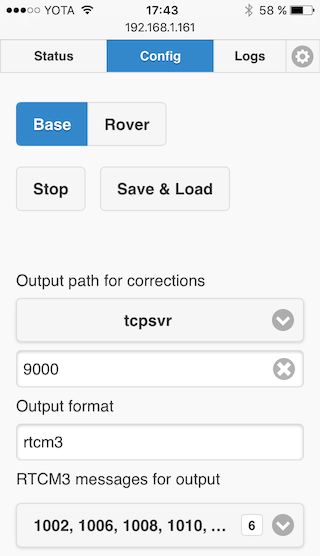 YOTA 17:43 58 %
192.168.1.161
Status Config Logs
Base Rover
Stop Save & Load
Output path for corrections
tcpsvr
9000
Output format
rtcm3
RTCM3 messages for output
1002, 1006, 1008, 1010, ... 6